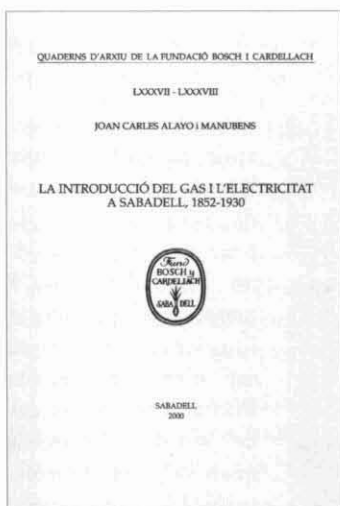 QUADERNS D'ARXIU DE LA FUNDACIÓ BOSCH I CARDELLACH
LXXXVII - LXXXVIII
JOAN CARLES ALAYO i MANUBENS
LA INTRODUCCIÓ DEL GAS I L'ELECTRICITAT
A SABADELL, 1852-1930
Fund
BOSCH y
CARDELLACH
SABA DELL
SABADELL
2000